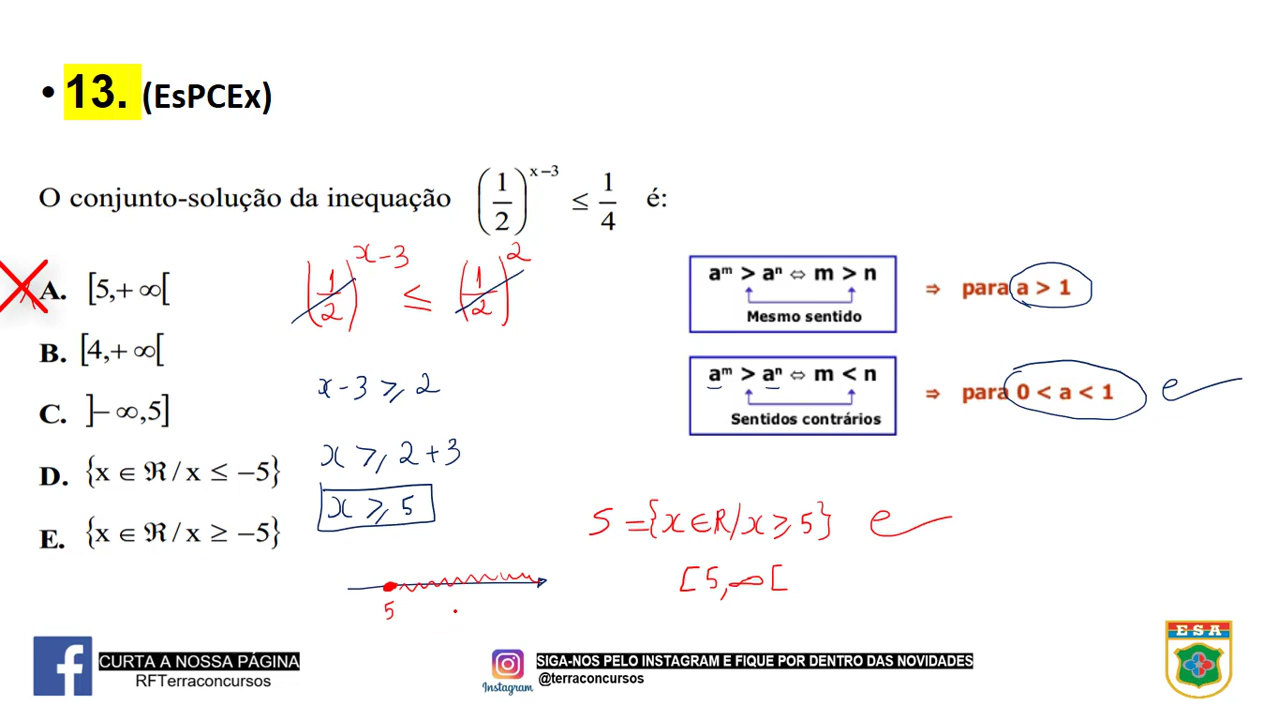 • 13. (EsPCEx)
O conjunto-solução da inequação (1/2)^(x−3) ≤ 1/4 é:
A. [5,+ ∞[
B. [4,+ ∞[
C. ]− ∞,5]
D. {x ∈ ℜ / x ≤ −5}
E. {x ∈ ℜ / x ≥ −5}
(1/2)^(x−3) ≤ (1/2)^2
x−3 ≥ 2
x ≥ 2+3
x ≥ 5
5
aᵐ > aⁿ ⇔ m > n
Mesmo sentido
⇒ para a > 1
aᵐ > aⁿ ⇔ m < n
Sentidos contrários
⇒ para 0 < a < 1
S = {x ∈ R / x ≥ 5}
[5, ∞[
CURTA A NOSSA PÁGINA
RFTerraconcursos
Instagram
SIGA-NOS PELO INSTAGRAM E FIQUE POR DENTRO DAS NOVIDADES
@terraconcursos
ESA